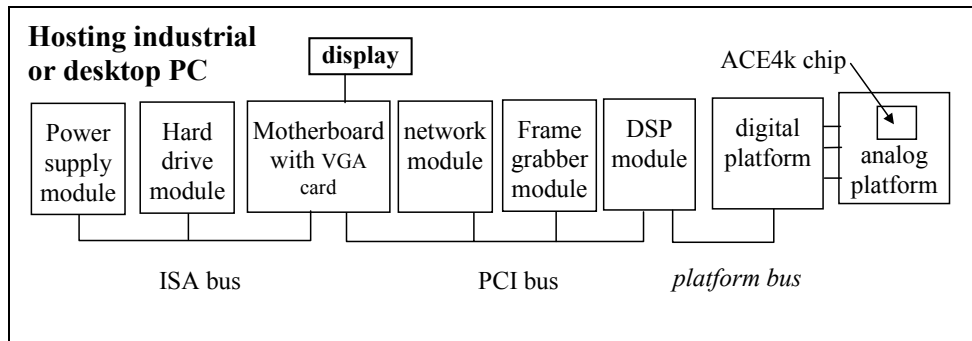 Hosting industrial
or desktop PC
display
ACE4k chip
Power
supply
module
Hard
drive
module
Motherboard
with VGA
card
network
module
Frame
grabber
module
DSP
module
digital
platform
analog
platform
ISA bus
PCI bus
platform bus